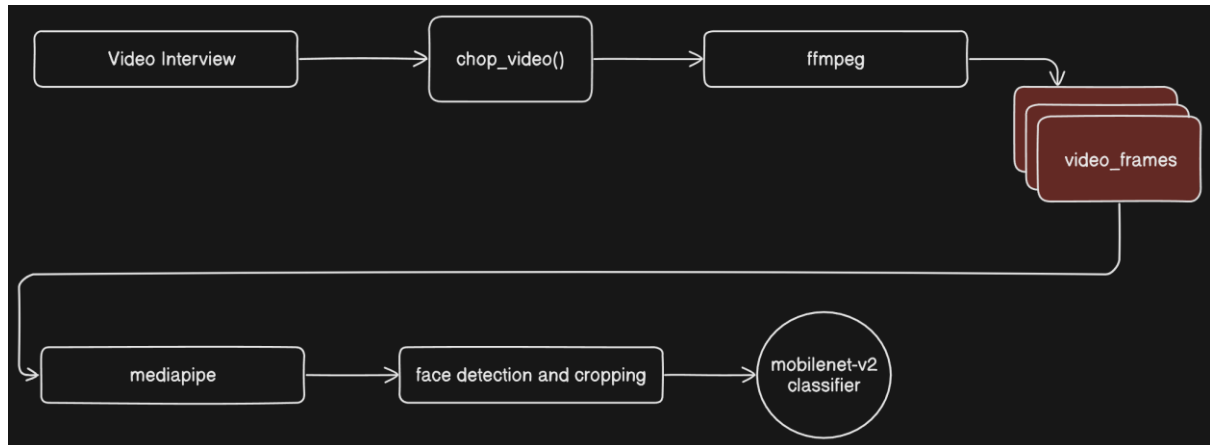 Video Interview
chop_video()
ffmpeg
video_frames
mediapipe
face detection and cropping
mobilenet-v2
classifier